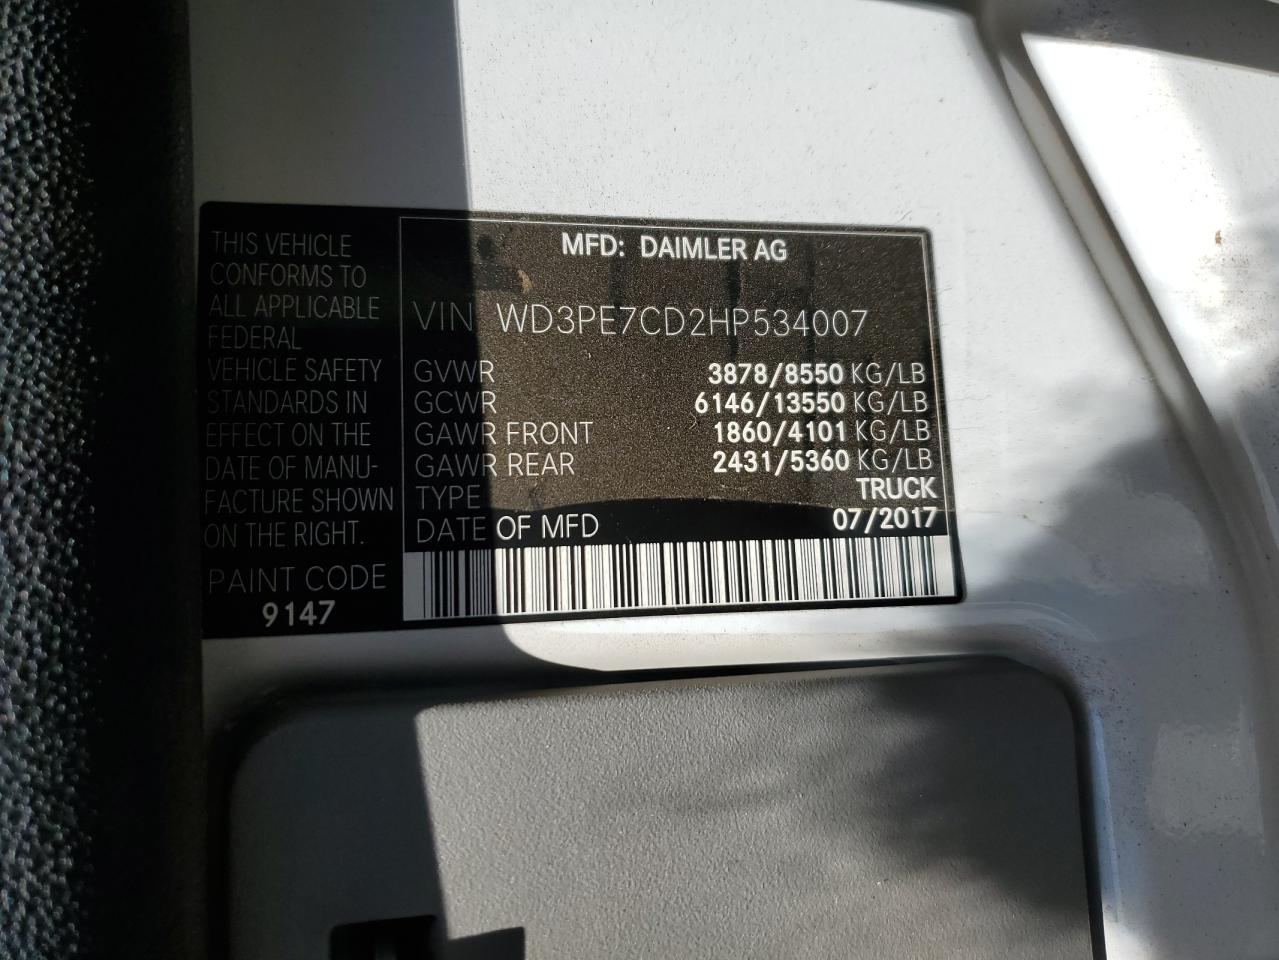 THIS VEHICLE
CONFORMS TO
ALL APPLICABLE
FEDERAL
VEHICLE SAFETY
STANDARDS IN
EFFECT ON THE
DATE OF MANU-
FACTURE SHOWN
ON THE RIGHT.
PAINT CODE
9147
MFD: DAIMLER AG
VIN WD3PE7CD2HP534007
GVWR 3878/8550 KG/LB
GCWR 6146/13550 KG/LB
GAWR FRONT 1860/4101 KG/LB
GAWR REAR 2431/5360 KG/LB
TYPE TRUCK
DATE OF MFD 07/2017